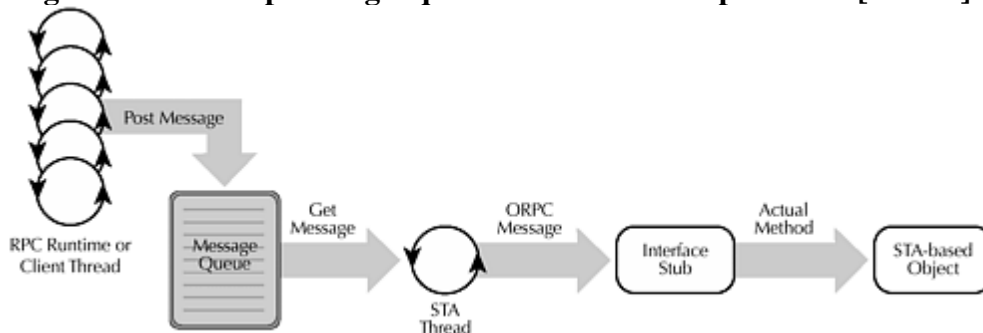 Post Message
RPC Runtime or
Client Thread
Message
Queue
Get
Message
STA
Thread
ORPC
Message
Interface
Stub
Actual
Method
STA-based
Object